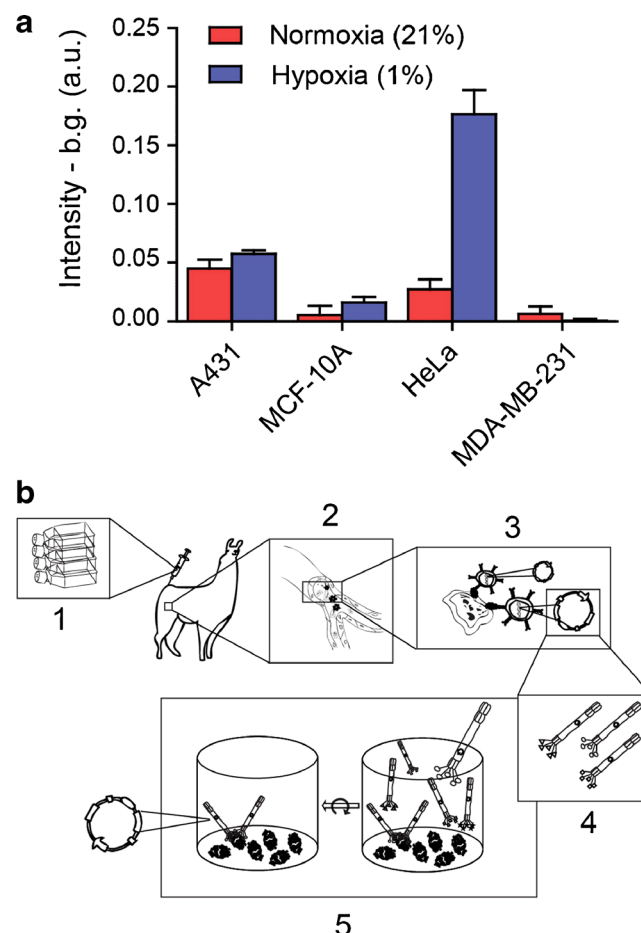 a
Intensity - b.g. (a.u.)
0.25
0.20
0.15
0.10
0.05
0.00
Normoxia (21%)
Hypoxia (1%)
A431
MCF-10A
HeLa
MDA-MB-231
b
1
2
3
4
5